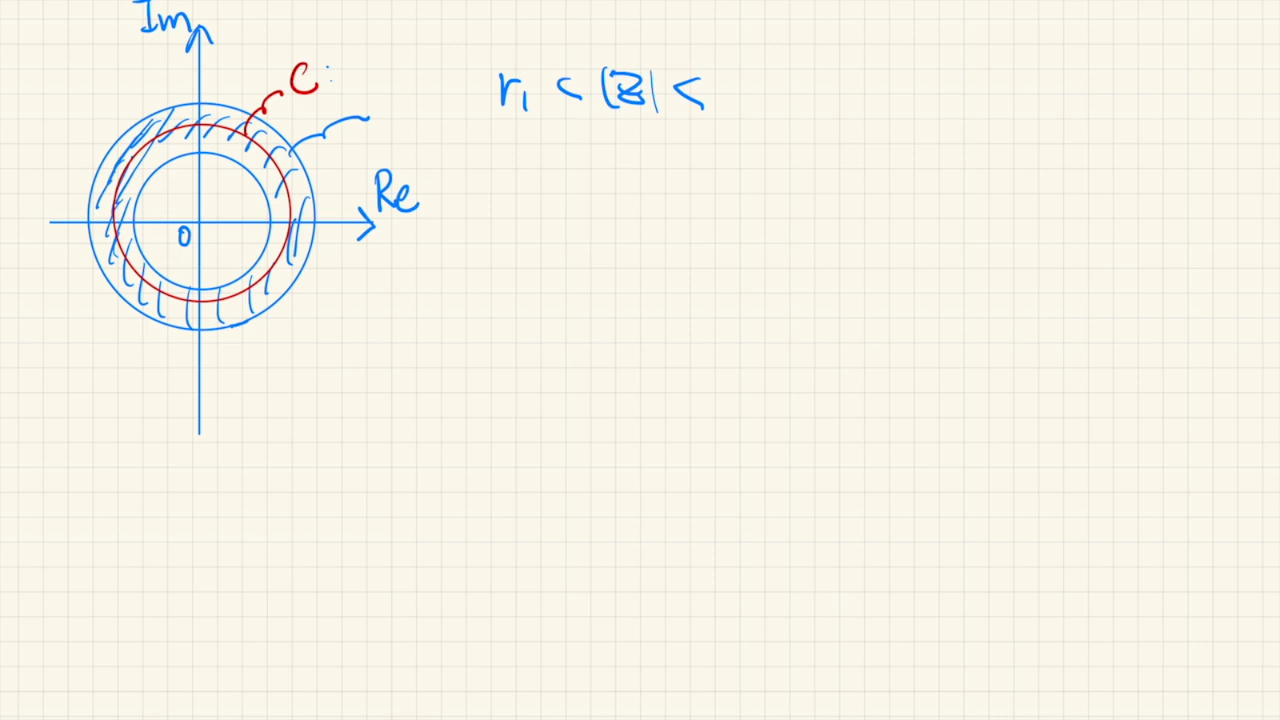 Im
C:
r₁ < |z| <
Re
0